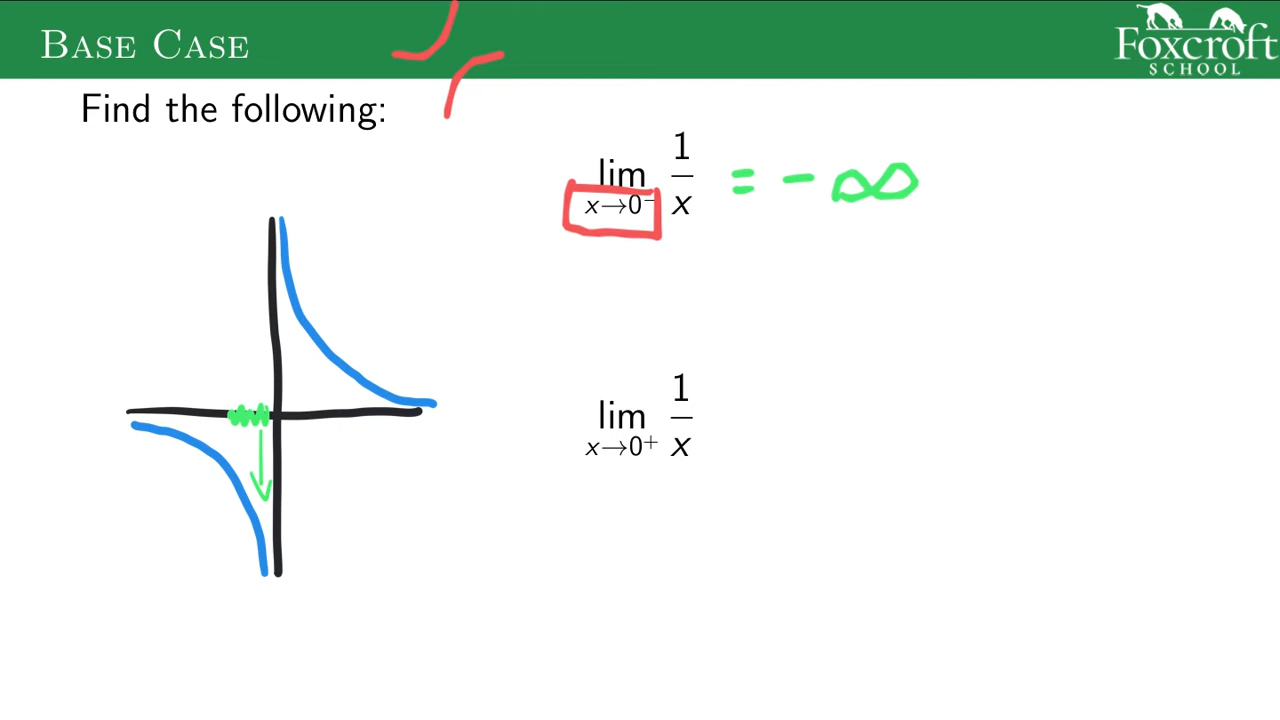 BASE CASE
Foxcroft
SCHOOL
Find the following:
lim x→0⁻ 1/x = -∞
lim x→0⁺ 1/x